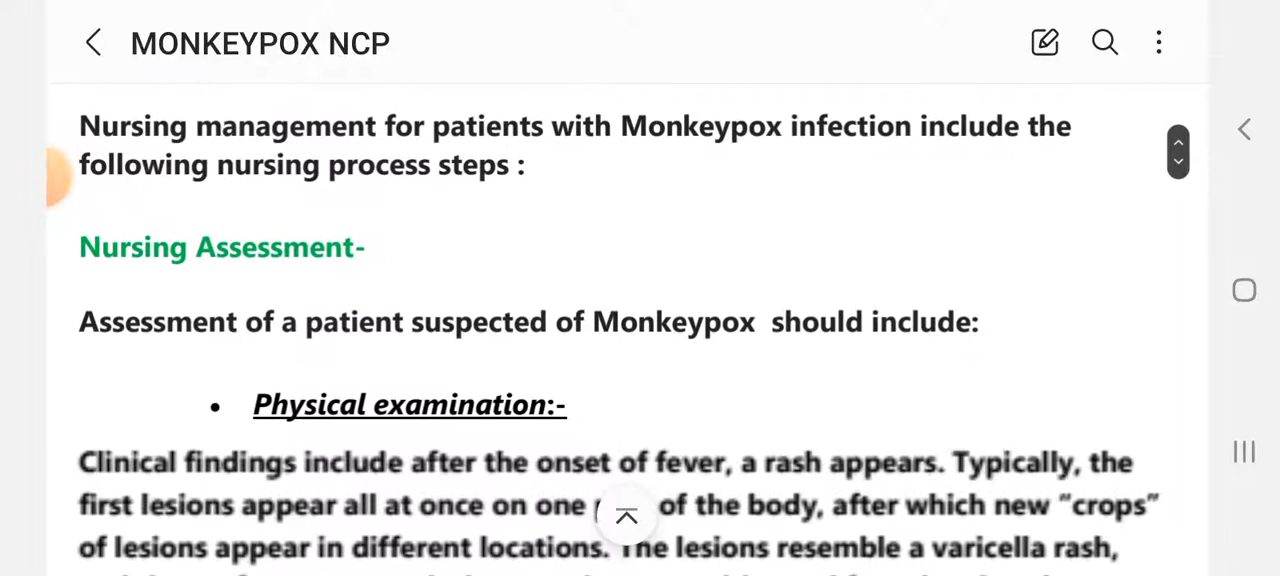 MONKEYPOX NCP
Nursing management for patients with Monkeypox infection include the
following nursing process steps :
Nursing Assessment-
Assessment of a patient suspected of Monkeypox should include:
• Physical examination:-
Clinical findings include after the onset of fever, a rash appears. Typically, the
first lesions appear all at once on one of the body, after which new “crops”
of lesions appear in different locations. The lesions resemble a varicella rash,